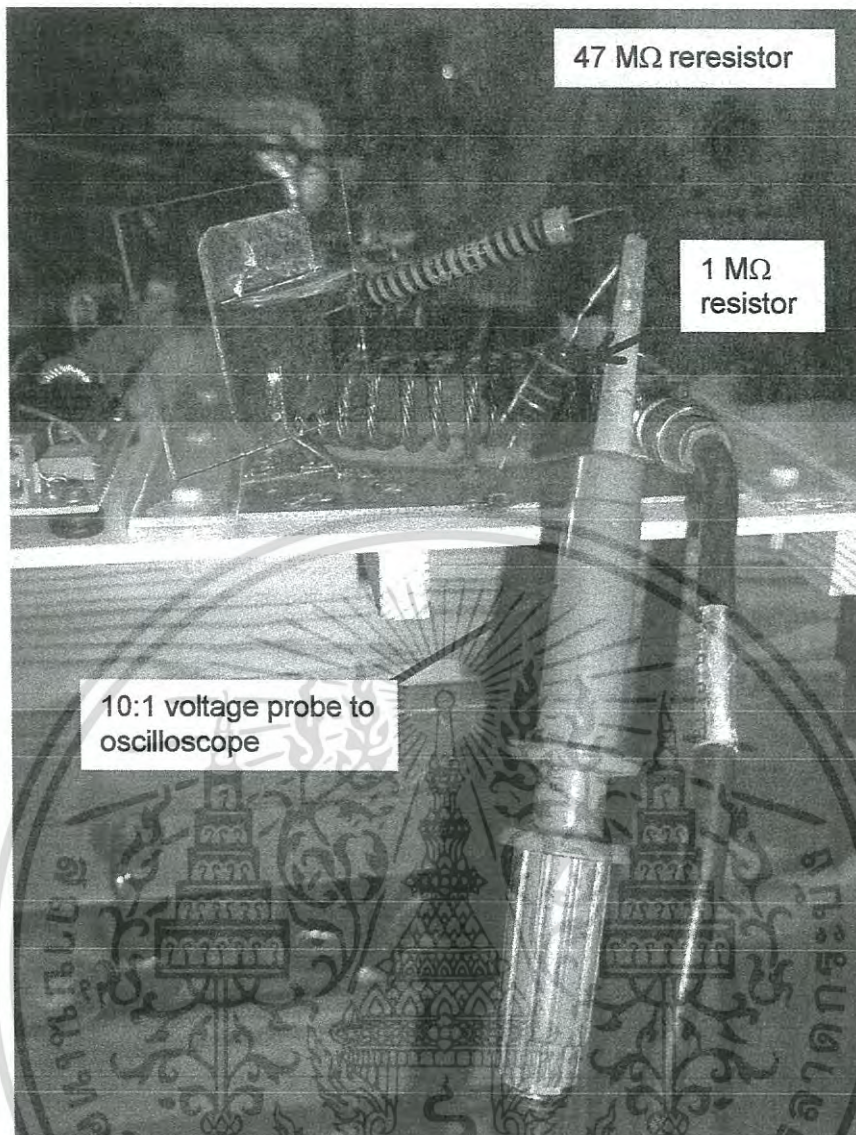 47 MΩ reresistor
1 MΩ
resistor
10:1 voltage probe to
oscilloscope